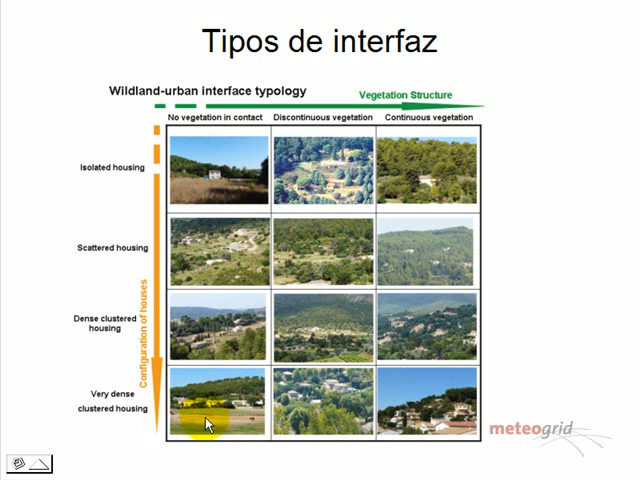 Tipos de interfaz
Wildland-urban interface typology
Vegetation Structure
No vegetation in contact
Discontinuous vegetation
Continuous vegetation
Isolated housing
Scattered housing
Dense clustered
housing
Configuration of houses
Very dense
clustered housing
meteogrid